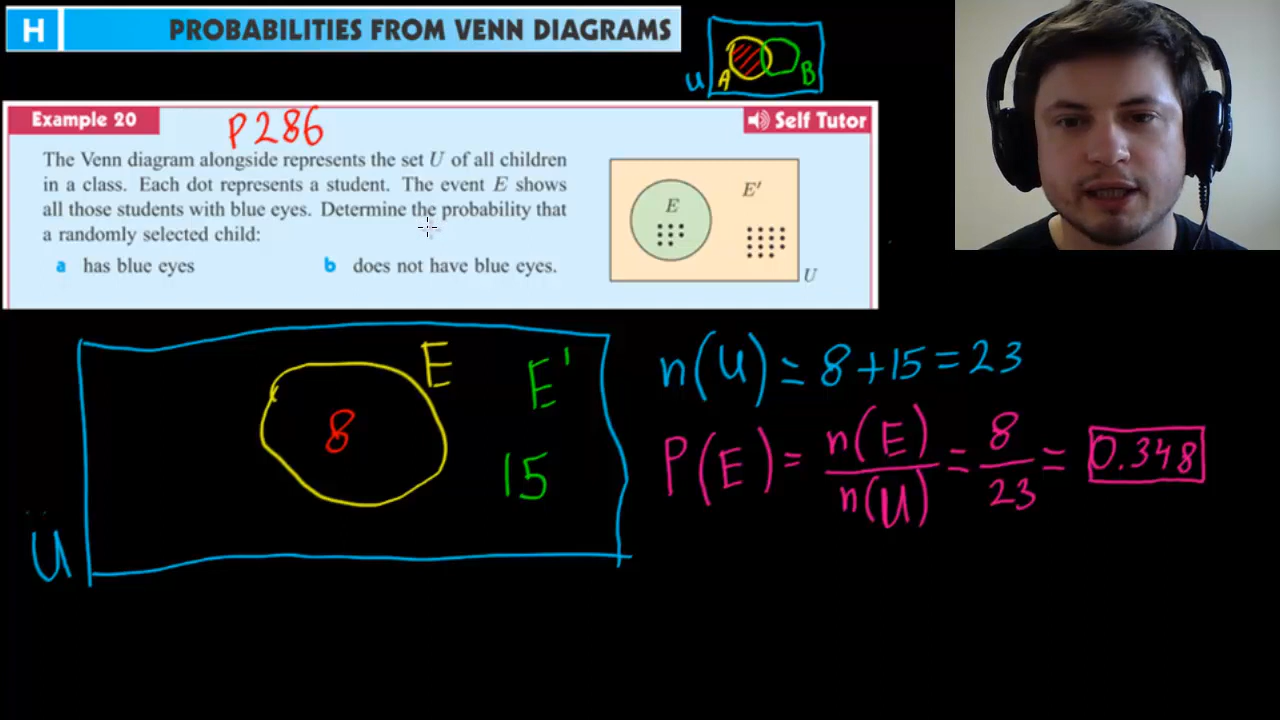 H PROBABILITIES FROM VENN DIAGRAMS
U A B
Example 20
P286
Self Tutor
The Venn diagram alongside represents the set U of all children
in a class. Each dot represents a student. The event E shows
all those students with blue eyes. Determine the probability that
a randomly selected child:
a has blue eyes b does not have blue eyes.
E E'
U
E E'
8
15
U
n(U) = 8+15=23
P(E) = n(E)/n(U) = 8/23 = 0.348